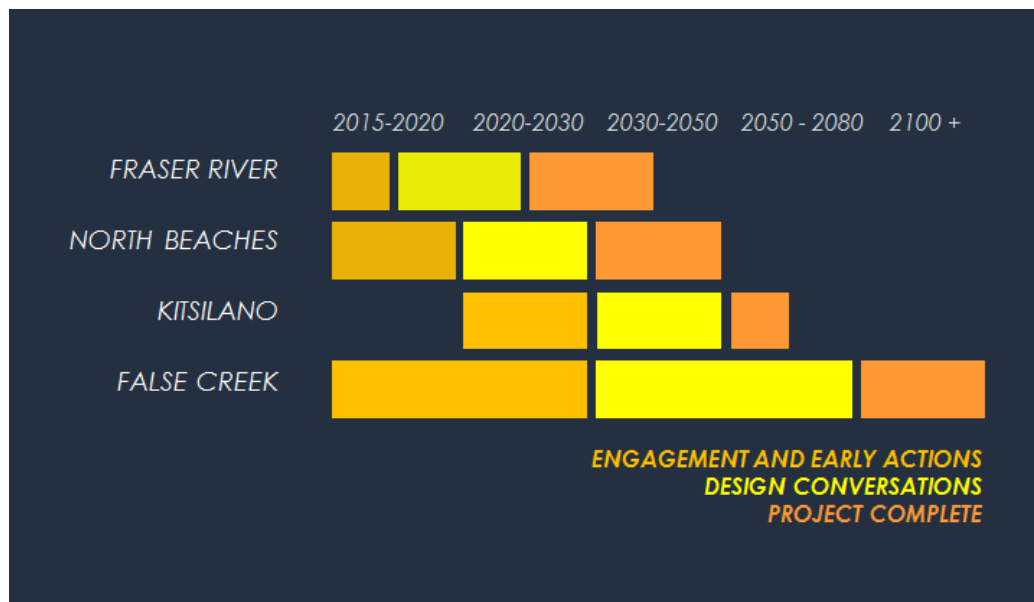 2015-2020 2020-2030 2030-2050 2050 - 2080 2100 +
FRASER RIVER
NORTH BEACHES
KITSILANO
FALSE CREEK
ENGAGEMENT AND EARLY ACTIONS
DESIGN CONVERSATIONS
PROJECT COMPLETE